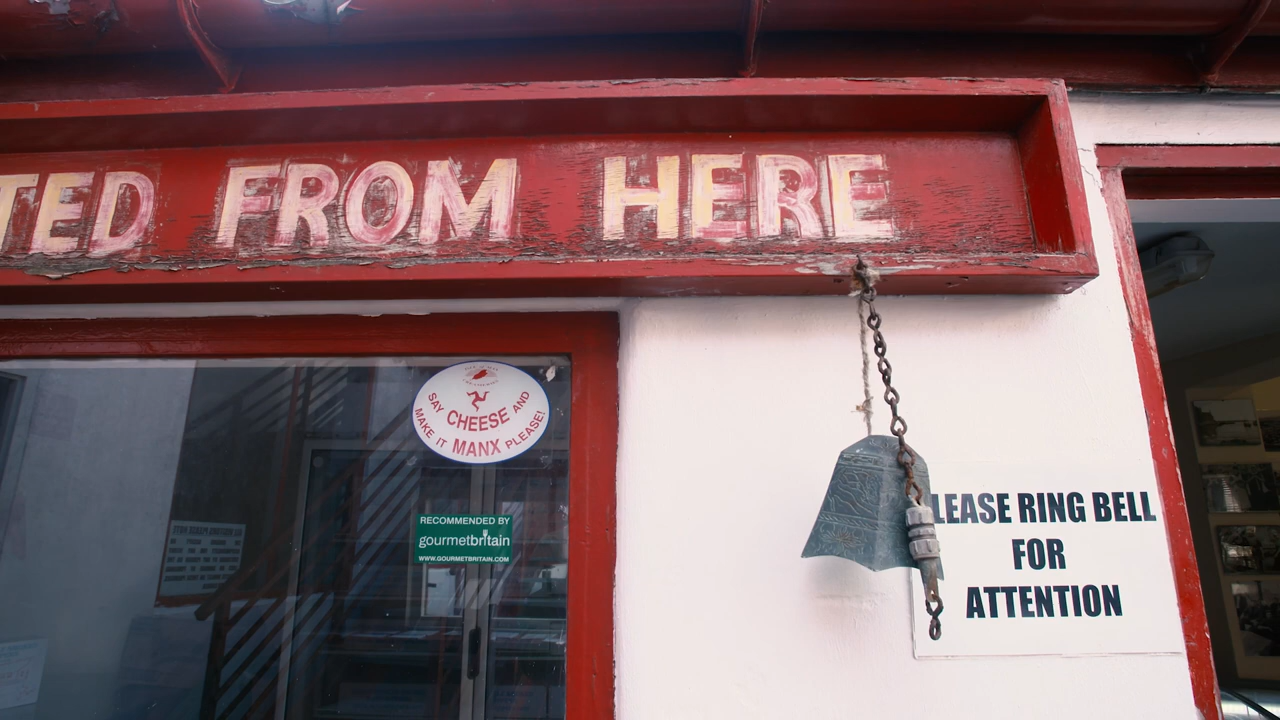 TED FROM HERE
SAY CHEESE AND
MAKE IT MANX PLEASE!
RECOMMENDED BY
gourmetbritain
WWW.GOURMETBRITAIN.COM
LEASE RING BELL
FOR
ATTENTION